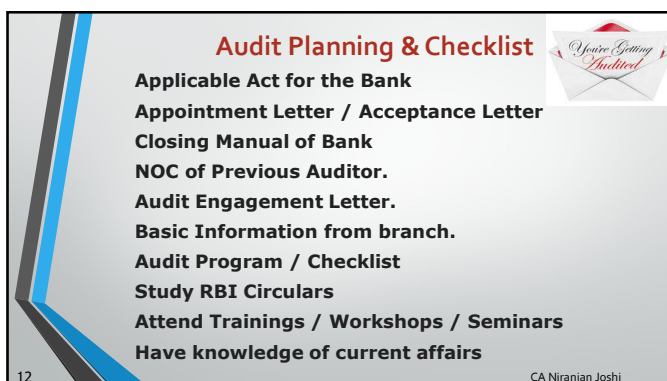 Audit Planning & Checklist
You're Getting
Audited
Applicable Act for the Bank
Appointment Letter / Acceptance Letter
Closing Manual of Bank
NOC of Previous Auditor.
Audit Engagement Letter.
Basic Information from branch.
Audit Program / Checklist
Study RBI Circulars
Attend Trainings / Workshops / Seminars
Have knowledge of current affairs
12
CA Niranjan Joshi